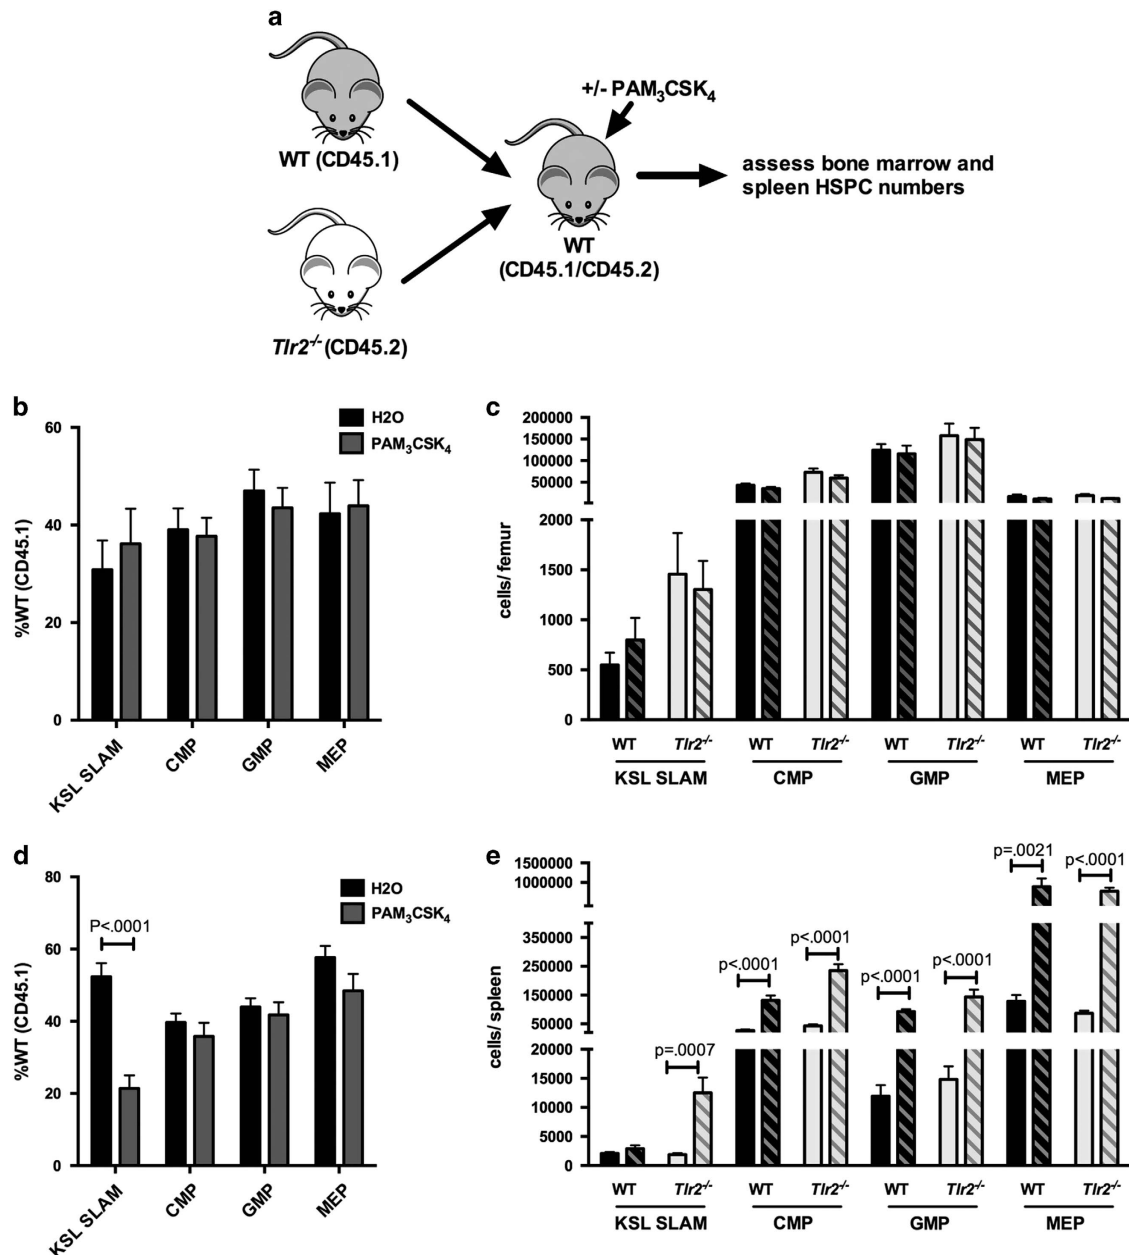 a
+/- PAM3CSK4
WT (CD45.1)
assess bone marrow and
spleen HSPC numbers
WT
(CD45.1/CD45.2)
Tlr2-/- (CD45.2)
b
H2O
PAM3CSK4
%WT (CD45.1)
60
40
20
0
KSL SLAM
CMP
GMP
MEP
c
cells/ femur
200000
150000
100000
50000
2000
1500
1000
500
0
WT Tlr2-/- WT Tlr2-/- WT Tlr2-/- WT Tlr2-/-
KSL SLAM CMP GMP MEP
d
H2O
PAM3CSK4
P<.0001
%WT (CD45.1)
80
60
40
20
0
KSL SLAM
CMP
GMP
MEP
e
cells/ spleen
1500000
1000000
350000
250000
150000
50000
20000
15000
10000
5000
0
p=.0007
p<.0001
p<.0001
p<.0001
p<.0001
p=.0021
p<.0001
WT Tlr2-/- WT Tlr2-/- WT Tlr2-/- WT Tlr2-/-
KSL SLAM CMP GMP MEP